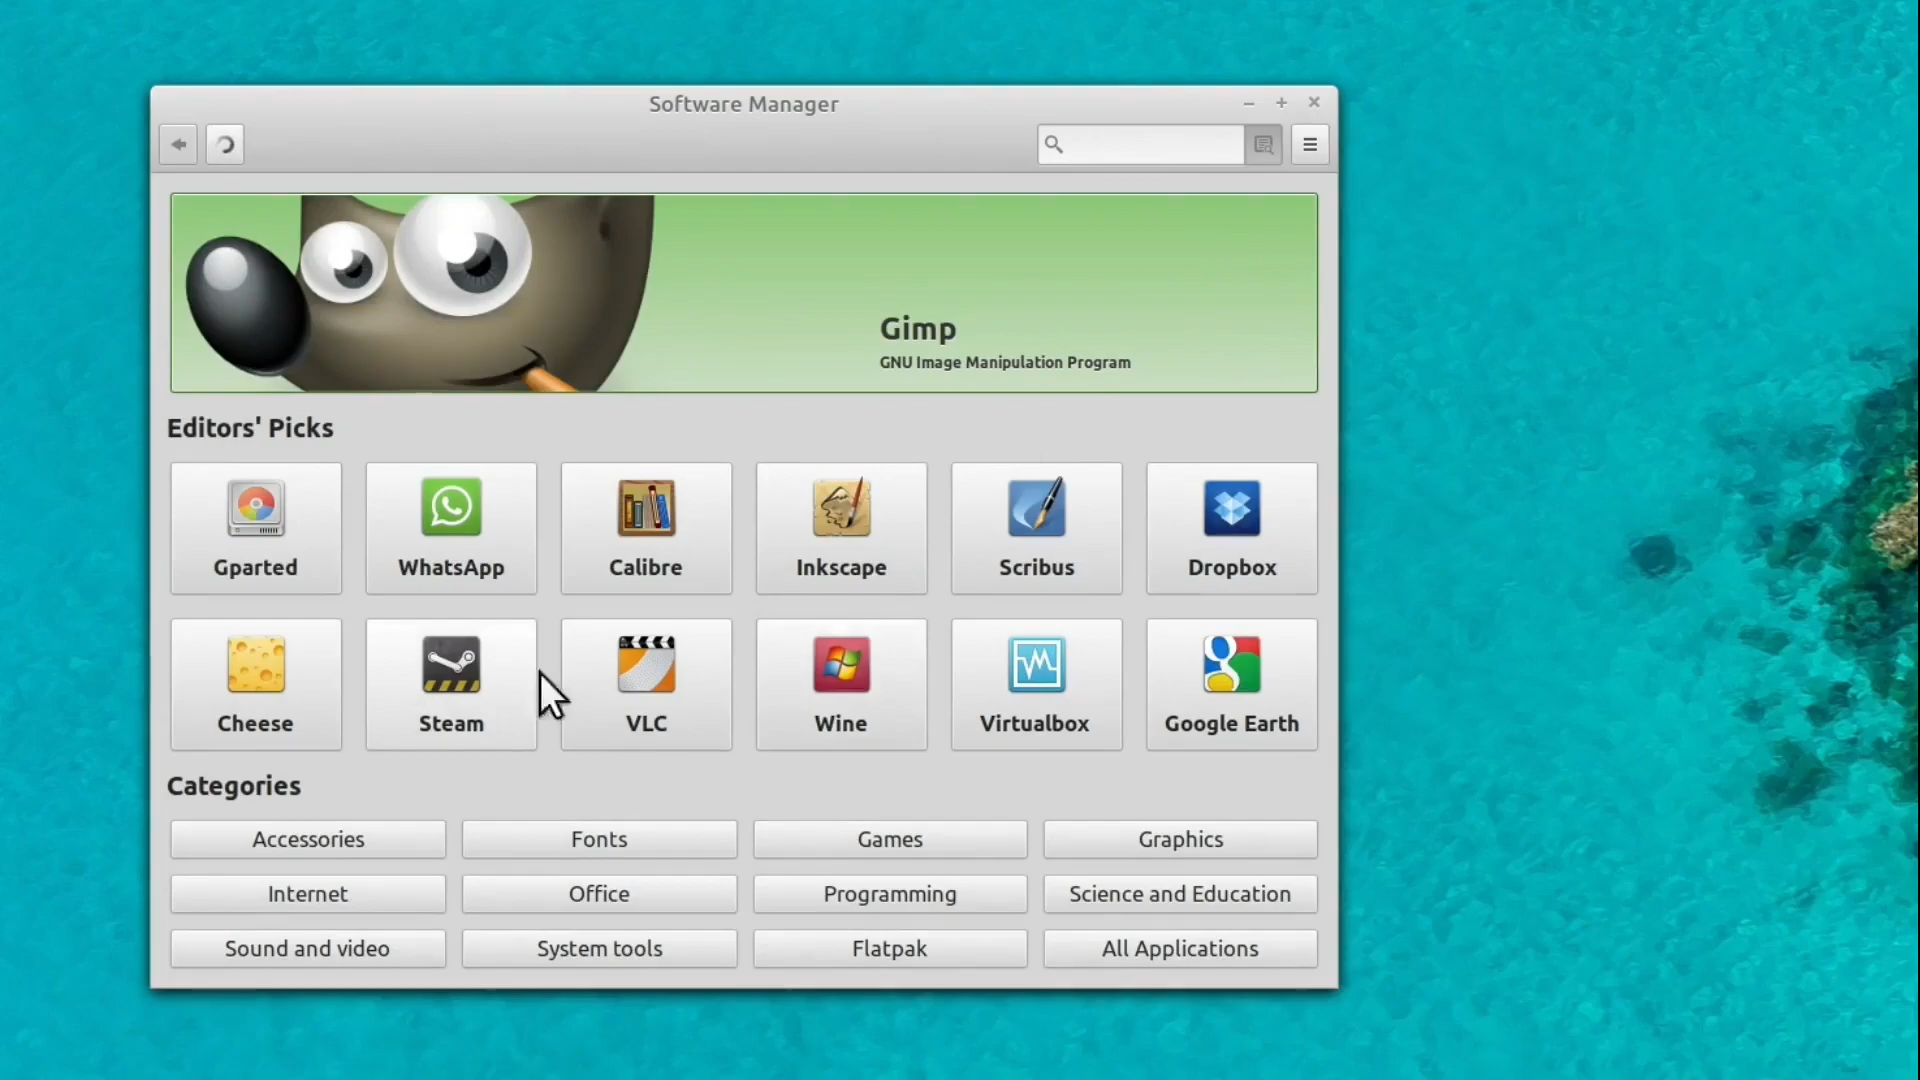 Software Manager
Gimp
GNU Image Manipulation Program
Editors' Picks
Gparted
WhatsApp
Calibre
Inkscape
Scribus
Dropbox
Cheese
Steam
VLC
Wine
Virtualbox
Google Earth
Categories
Accessories
Fonts
Games
Graphics
Internet
Office
Programming
Science and Education
Sound and video
System tools
Flatpak
All Applications